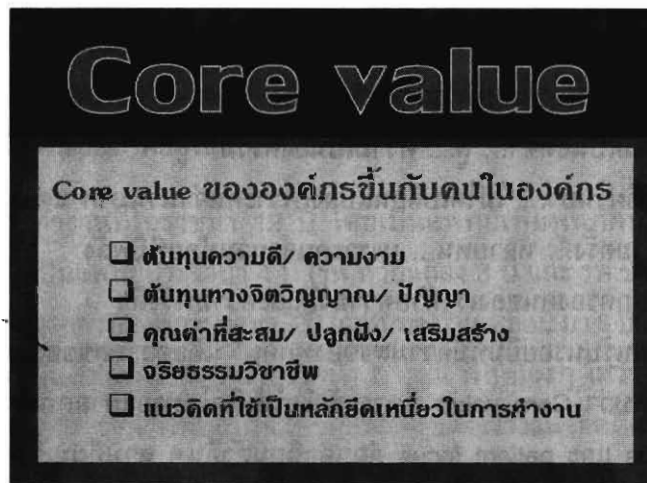 Core value
Core value ขององค์กรขึ้นกับคนในองค์กร
❑ ต้นทุนความดี/ ความงาม
❑ ต้นทุนทางจิตวิญญาณ/ ปัญญา
❑ คุณค่าที่สะสม/ ปลูกฝัง/ เสริมสร้าง
❑ จริยธรรมวิชาชีพ
❑ แนวคิดที่ใช้เป็นหลักยึดเหนี่ยวในการทำงาน